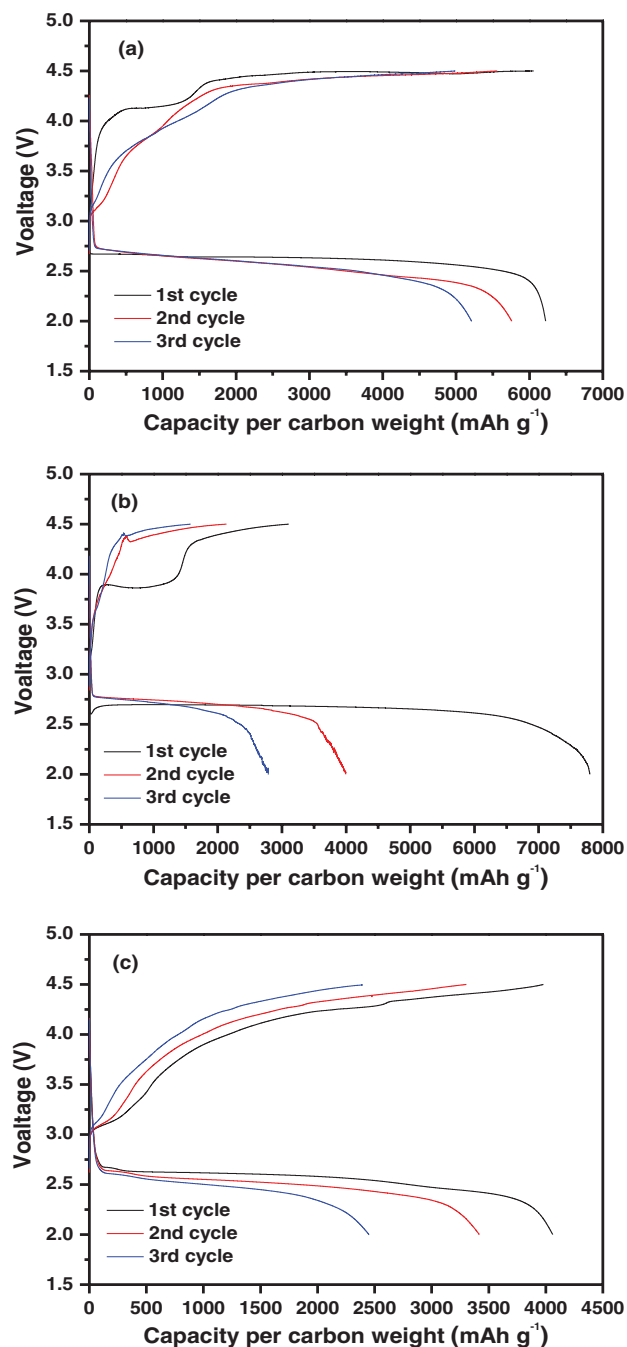 (a)
5.0
4.5
4.0
3.5
3.0
2.5
2.0
1.5
Voaltage (V)
1st cycle
2nd cycle
3rd cycle
0 1000 2000 3000 4000 5000 6000 7000
Capacity per carbon weight (mAh g⁻¹)
(b)
5.0
4.5
4.0
3.5
3.0
2.5
2.0
1.5
Voaltage (V)
1st cycle
2nd cycle
3rd cycle
0 1000 2000 3000 4000 5000 6000 7000 8000
Capacity per carbon weight (mAh g⁻¹)
(c)
5.0
4.5
4.0
3.5
3.0
2.5
2.0
1.5
Voaltage (V)
1st cycle
2nd cycle
3rd cycle
0 500 1000 1500 2000 2500 3000 3500 4000 4500
Capacity per carbon weight (mAh g⁻¹)